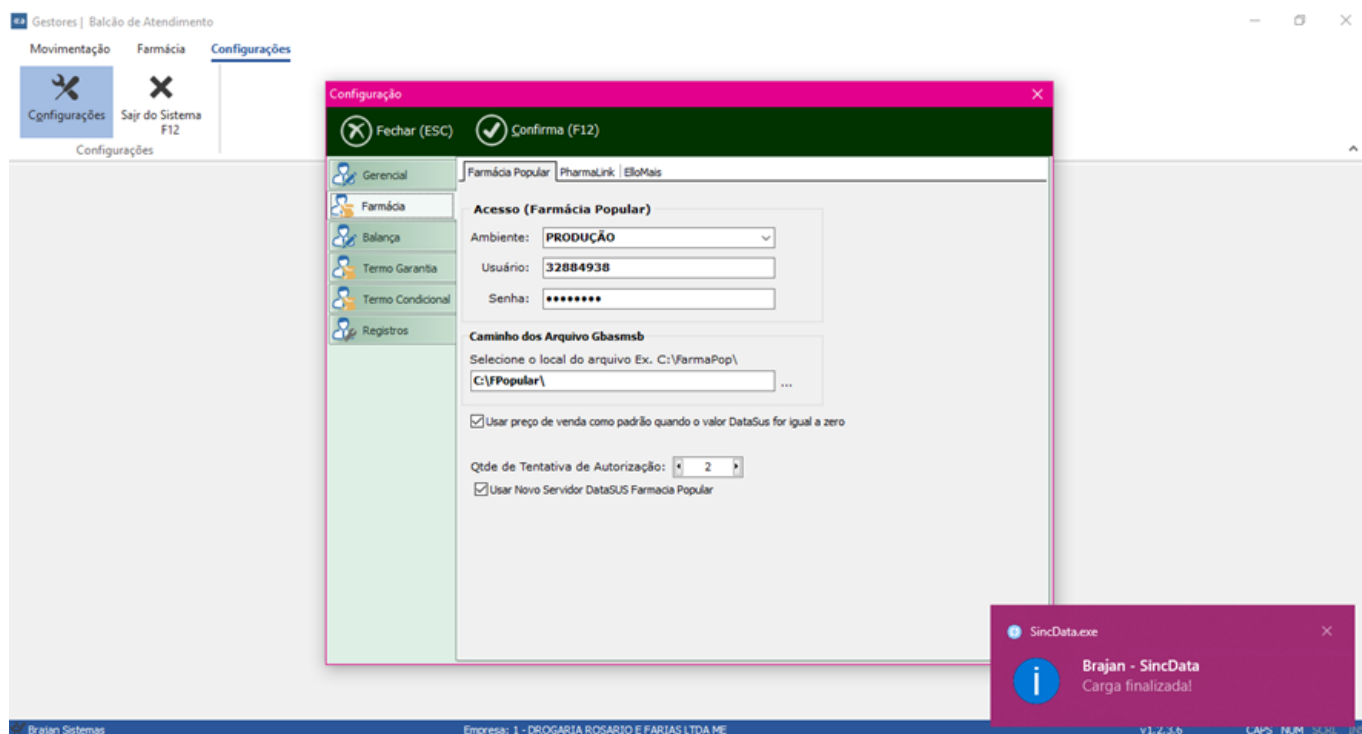 Gestores | Balcão de Atendimento
Movimentação Farmácia Configurações
Configurações
Sair do Sistema
F12
Configurações
Configuração
Fechar (ESC) Confirma (F12)
Gerencial
Farmácia
Balança
Termo Garantia
Termo Condicional
Registros
Farmácia Popular PharmaLink ElloMais
Acesso (Farmácia Popular)
Ambiente: PRODUÇÃO
Usuário: 32884938
Senha: ••••••••
Caminho dos Arquivo Gbasmsb
Selecione o local do arquivo Ex. C:\FarmaPop\
C:\FPopular\ ...
Usar preço de venda como padrão quando o valor DataSus for igual a zero
Qtde de Tentativa de Autorização: 2
Usar Novo Servidor DataSUS Farmacia Popular
SincData.exe
Brajan - SincData
Carga finalizada!
Brajan Sistemas Empresa: 1 - DROGARIA ROSARIO E FARIAS LTDA ME v1.2.3.6 CAPS NUM SCRL IN